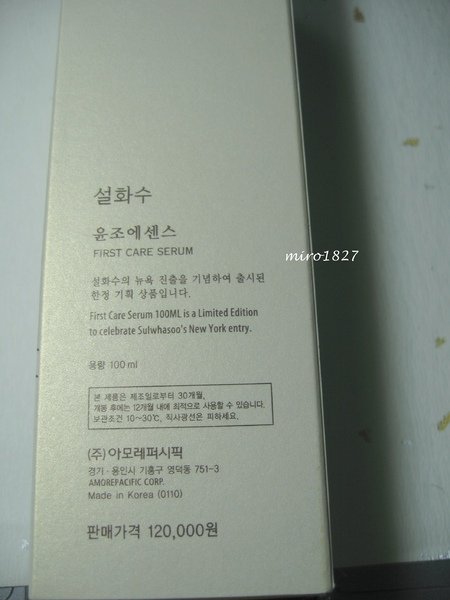 설화수
윤조에센스
FIRST CARE SERUM
miro1827
설화수의 뉴욕 진출을 기념하여 출시된
한정 기획 상품입니다.
First Care Serum 100ML is a Limited Edition
to celebrate Sulwhasoo's New York entry.
용량 100 ml
본 제품은 제조일로부터 30개월,
개봉 후에는 12개월 내에 최적으로 사용할 수 있습니다.
보관조건 10~30℃, 직사광선은 피하세요.
(주)아모레퍼시픽
경기·용인시 기흥구 영덕동 751-3
AMOREPACIFIC CORP.
Made in Korea (0110)
판매가격 120,000원